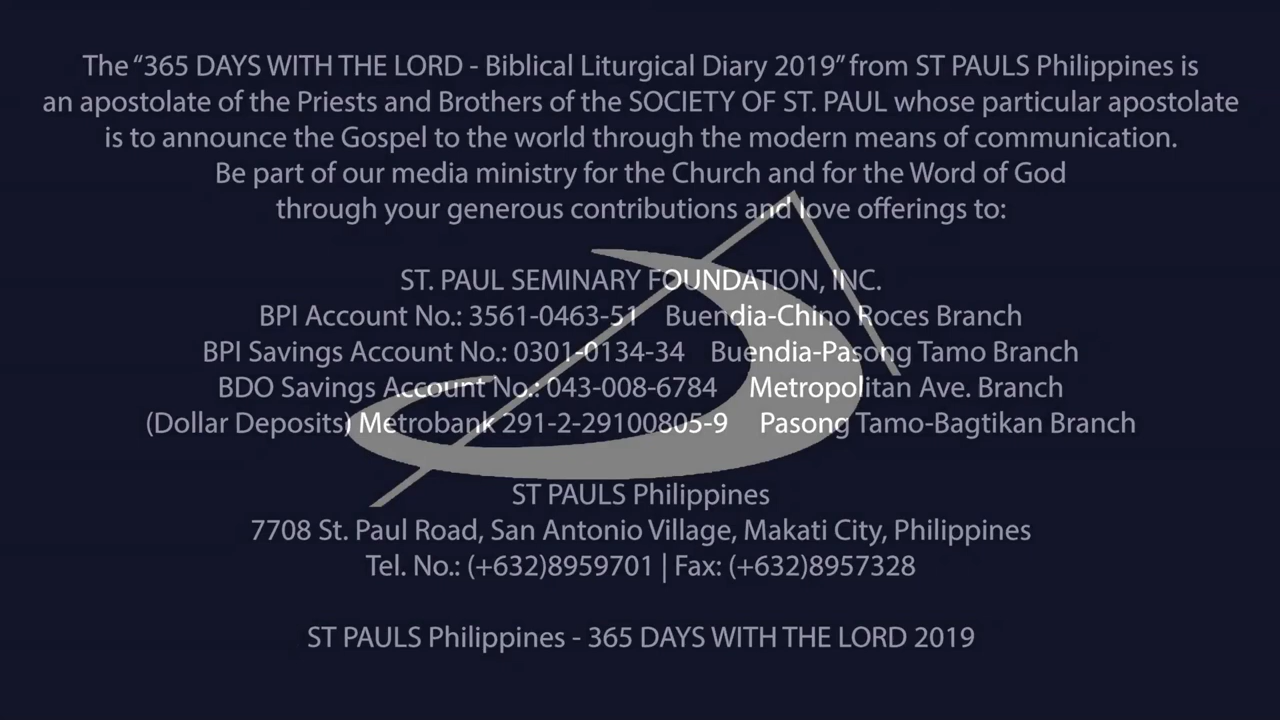 The “365 DAYS WITH THE LORD - Biblical Liturgical Diary 2019” from ST PAULS Philippines is
an apostolate of the Priests and Brothers of the SOCIETY OF ST. PAUL whose particular apostolate
is to announce the Gospel to the world through the modern means of communication.
Be part of our media ministry for the Church and for the Word of God
through your generous contributions and love offerings to:
ST. PAUL SEMINARY FOUNDATION, INC.
BPI Account No.: 3561-0463-51 Buendia-Chino Roces Branch
BPI Savings Account No.: 0301-0134-34 Buendia-Pasong Tamo Branch
BDO Savings Account No.: 043-008-6784 Metropolitan Ave. Branch
(Dollar Deposits) Metrobank 291-2-29100805-9 Pasong Tamo-Bagtikan Branch
ST PAULS Philippines
7708 St. Paul Road, San Antonio Village, Makati City, Philippines
Tel. No.: (+632)8959701 | Fax: (+632)8957328
ST PAULS Philippines - 365 DAYS WITH THE LORD 2019